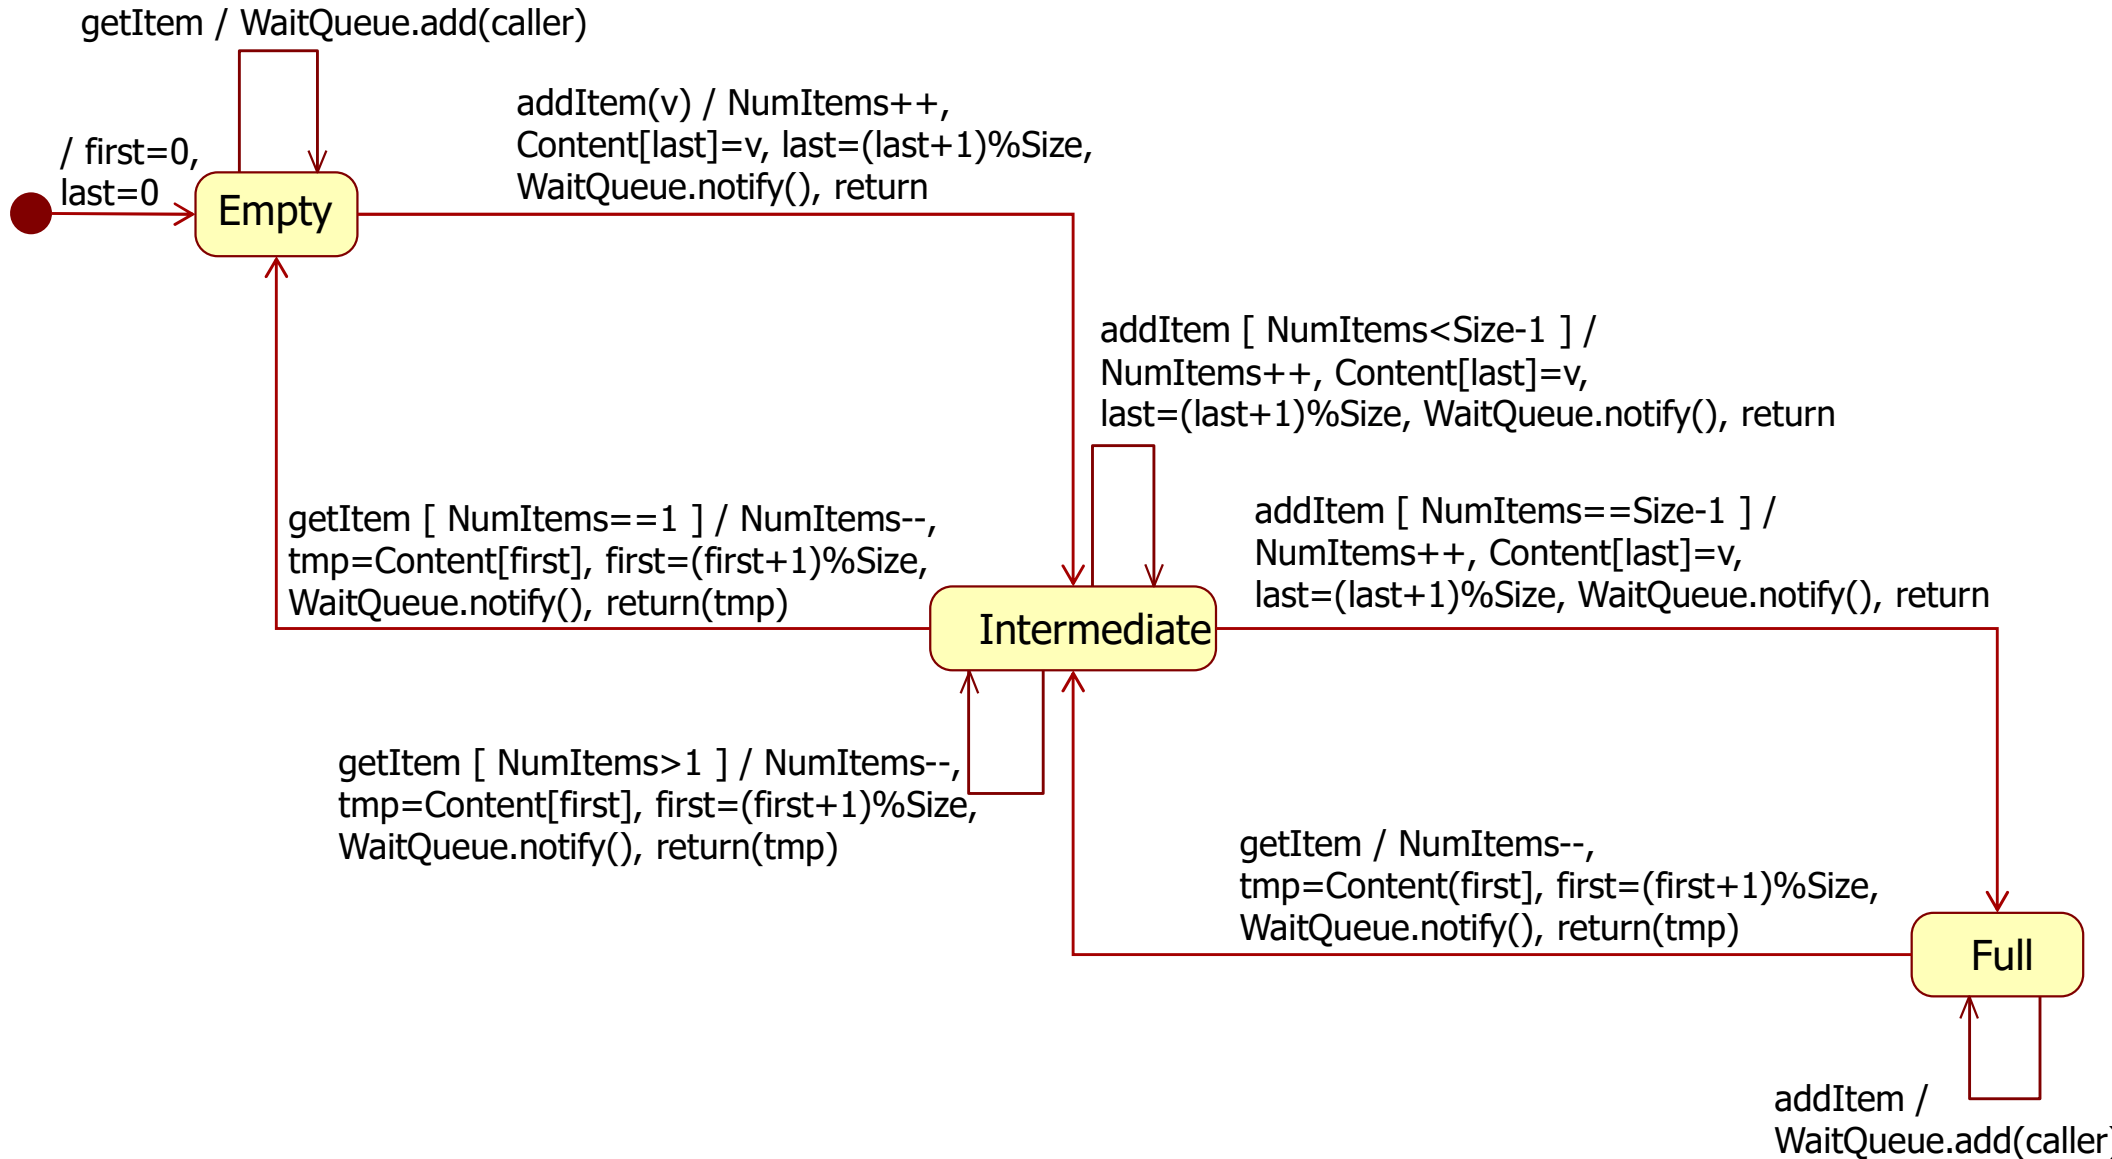 getItem / WaitQueue.add(caller)
addItem(v) / NumItems++,
Content[last]=v, last=(last+1)%Size,
WaitQueue.notify(), return
/ first=0,
last=0
Empty
addItem [ NumItems<Size-1 ] /
NumItems++, Content[last]=v,
last=(last+1)%Size, WaitQueue.notify(), return
getItem [ NumItems==1 ] / NumItems--,
tmp=Content[first], first=(first+1)%Size,
WaitQueue.notify(), return(tmp)
addItem [ NumItems==Size-1 ] /
NumItems++, Content[last]=v,
last=(last+1)%Size, WaitQueue.notify(), return
Intermediate
getItem [ NumItems>1 ] / NumItems--,
tmp=Content[first], first=(first+1)%Size,
WaitQueue.notify(), return(tmp)
getItem / NumItems--,
tmp=Content(first], first=(first+1)%Size,
WaitQueue.notify(), return(tmp)
Full
addItem /
WaitQueue.add(caller)